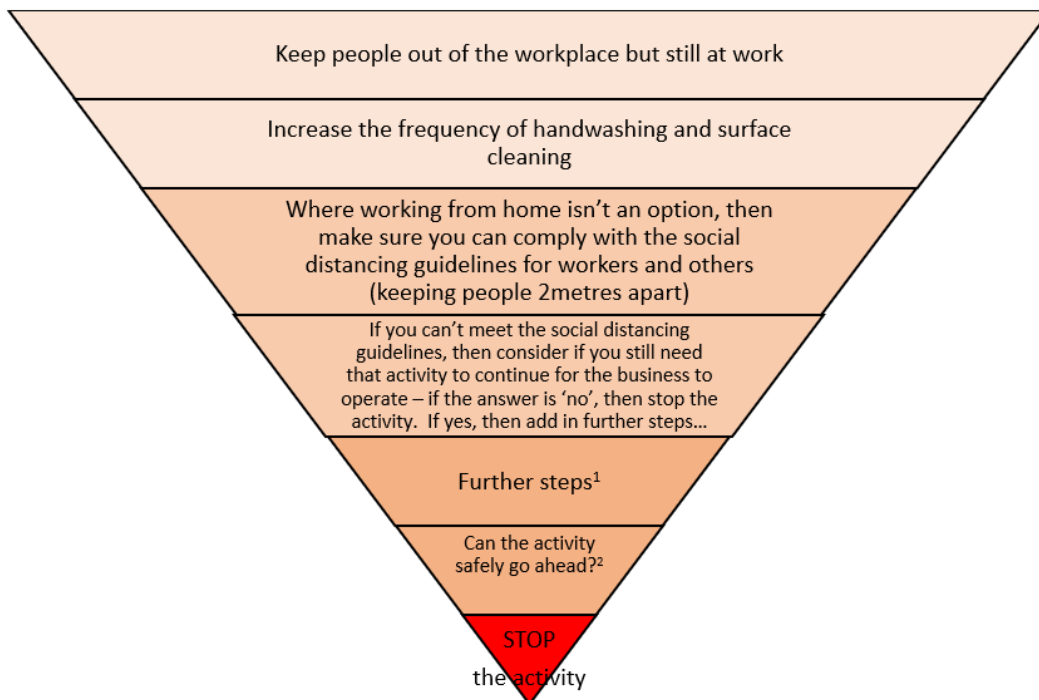 Keep people out of the workplace but still at work
Increase the frequency of handwashing and surface
cleaning
Where working from home isn’t an option, then
make sure you can comply with the social
distancing guidelines for workers and others
(keeping people 2metres apart)
If you can’t meet the social distancing
guidelines, then consider if you still need
that activity to continue for the business to
operate – if the answer is ‘no’, then stop the
activity.  If yes, then add in further steps…
Further steps¹
Can the activity
safely go ahead?²
STOP
the activity